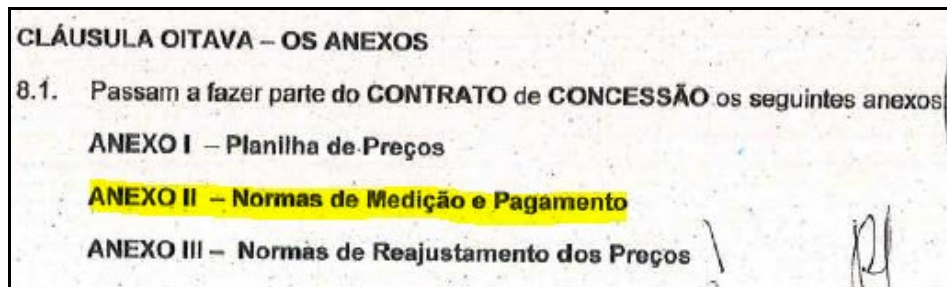 CLÁUSULA OITAVA – OS ANEXOS
8.1. Passam a fazer parte do CONTRATO de CONCESSÃO os seguintes anexos
ANEXO I – Planilha de Preços
ANEXO II – Normas de Medição e Pagamento
ANEXO III – Normas de Reajustamento dos Preços